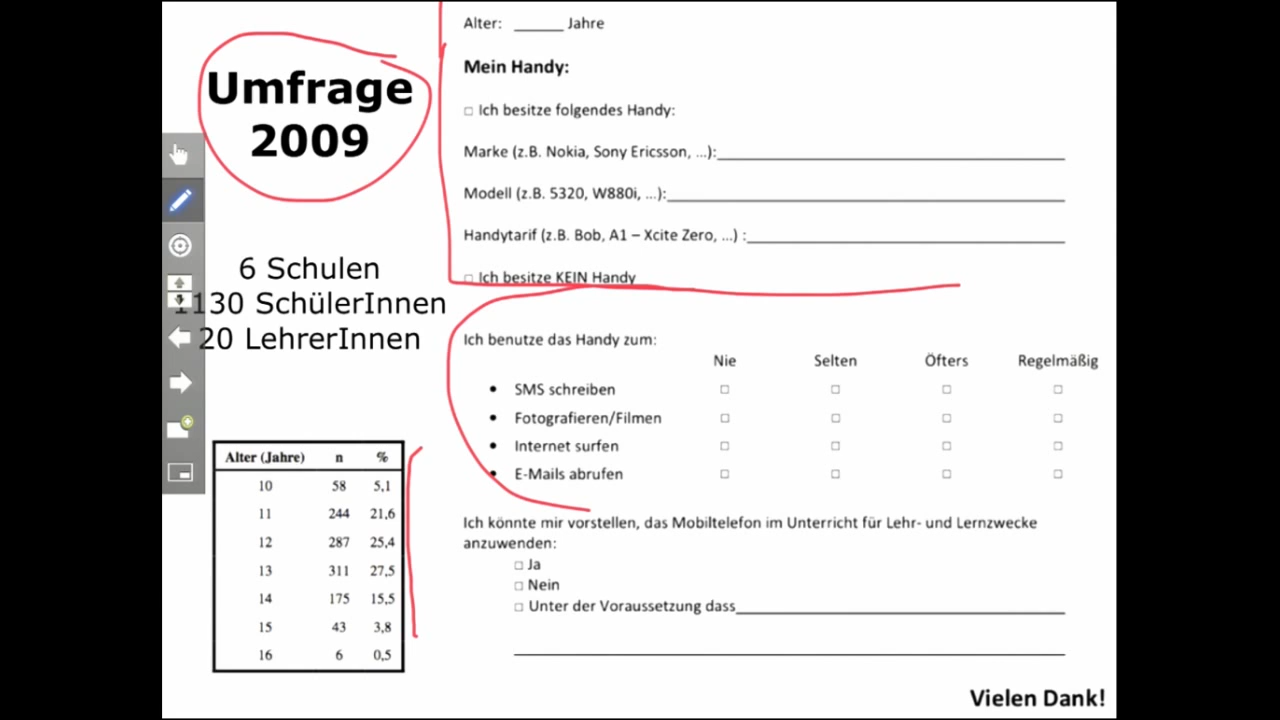 Umfrage
2009
6 Schulen
1130 SchülerInnen
20 LehrerInnen
Alter (Jahre) n %
10 58 5,1
11 244 21,6
12 287 25,4
13 311 27,5
14 175 15,5
15 43 3,8
16 6 0,5
Alter: ______ Jahre
Mein Handy:
□ Ich besitze folgendes Handy:
Marke (z.B. Nokia, Sony Ericsson, ...):
Modell (z.B. 5320, W880i, ...):
Handytarif (z.B. Bob, A1 – Xcite Zero, ...) :
□ Ich besitze KEIN Handy
Ich benutze das Handy zum:
Nie Selten Öfters Regelmäßig
• SMS schreiben □ □ □ □
• Fotografieren/Filmen □ □ □ □
• Internet surfen □ □ □ □
• E-Mails abrufen □ □ □ □
Ich könnte mir vorstellen, das Mobiltelefon im Unterricht für Lehr- und Lernzwecke
anzuwenden:
□ Ja
□ Nein
□ Unter der Voraussetzung dass
Vielen Dank!